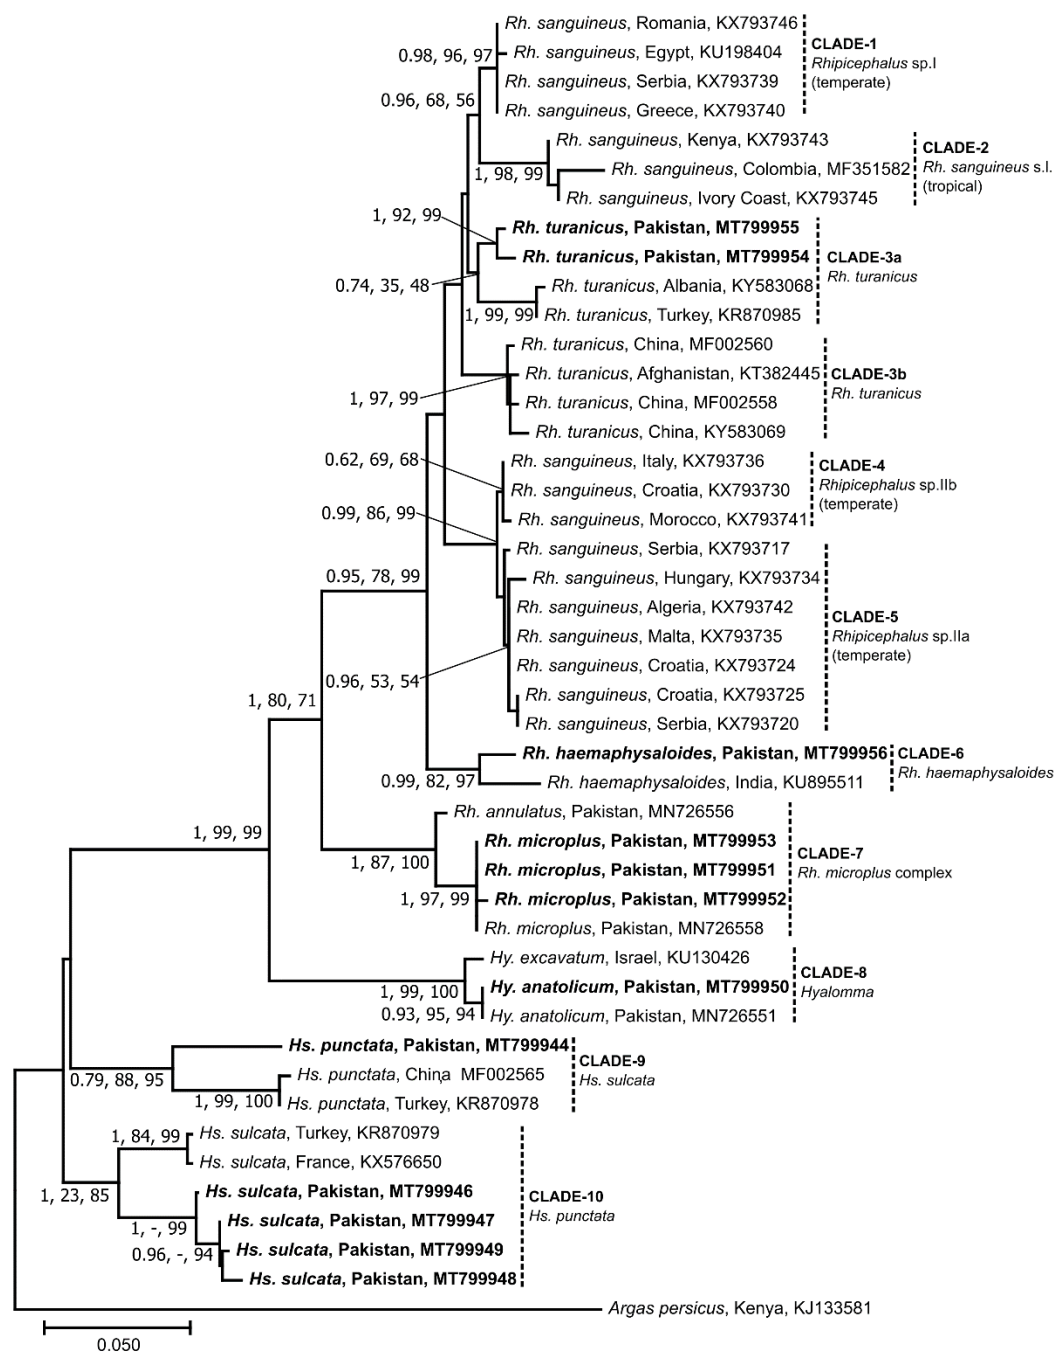 Rh. sanguineus, Romania, KX793746
0.98, 96, 97
Rh. sanguineus, Egypt, KU198404
CLADE-1
Rhipicephalus sp.I
(temperate)
Rh. sanguineus, Serbia, KX793739
0.96, 68, 56
Rh. sanguineus, Greece, KX793740
Rh. sanguineus, Kenya, KX793743
CLADE-2
Rh. sanguineus s.l.
(tropical)
Rh. sanguineus, Colombia, MF351582
1, 98, 99
Rh. sanguineus, Ivory Coast, KX793745
1, 92, 99
Rh. turanicus, Pakistan, MT799955
Rh. turanicus, Pakistan, MT799954
CLADE-3a
Rh. turanicus
0.74, 35, 48
Rh. turanicus, Albania, KY583068
1, 99, 99
Rh. turanicus, Turkey, KR870985
Rh. turanicus, China, MF002560
Rh. turanicus, Afghanistan, KT382445
CLADE-3b
Rh. turanicus
1, 97, 99
Rh. turanicus, China, MF002558
Rh. turanicus, China, KY583069
0.62, 69, 68
Rh. sanguineus, Italy, KX793736
CLADE-4
Rhipicephalus sp.IIb
(temperate)
Rh. sanguineus, Croatia, KX793730
0.99, 86, 99
Rh. sanguineus, Morocco, KX793741
Rh. sanguineus, Serbia, KX793717
0.95, 78, 99
Rh. sanguineus, Hungary, KX793734
Rh. sanguineus, Algeria, KX793742
CLADE-5
Rhipicephalus sp.IIa
(temperate)
Rh. sanguineus, Malta, KX793735
Rh. sanguineus, Croatia, KX793724
0.96, 53, 54
Rh. sanguineus, Croatia, KX793725
1, 80, 71
Rh. sanguineus, Serbia, KX793720
Rh. haemaphysaloides, Pakistan, MT799956
CLADE-6
Rh. haemaphysaloides
0.99, 82, 97
Rh. haemaphysaloides, India, KU895511
Rh. annulatus, Pakistan, MN726556
1, 99, 99
Rh. microplus, Pakistan, MT799953
CLADE-7
Rh. microplus complex
1, 87, 100
Rh. microplus, Pakistan, MT799951
1, 97, 99
Rh. microplus, Pakistan, MT799952
Rh. microplus, Pakistan, MN726558
Hy. excavatum, Israel, KU130426
CLADE-8
Hyalomma
1, 99, 100
Hy. anatolicum, Pakistan, MT799950
0.93, 95, 94
Hy. anatolicum, Pakistan, MN726551
Hs. punctata, Pakistan, MT799944
CLADE-9
Hs. sulcata
0.79, 88, 95
Hs. punctata, China MF002565
1, 99, 100
Hs. punctata, Turkey, KR870978
1, 84, 99
Hs. sulcata, Turkey, KR870979
Hs. sulcata, France, KX576650
1, 23, 85
Hs. sulcata, Pakistan, MT799946
CLADE-10
Hs. punctata
1, -, 99
Hs. sulcata, Pakistan, MT799947
0.96, -, 94
Hs. sulcata, Pakistan, MT799949
Hs. sulcata, Pakistan, MT799948
Argas persicus, Kenya, KJ133581
0.050